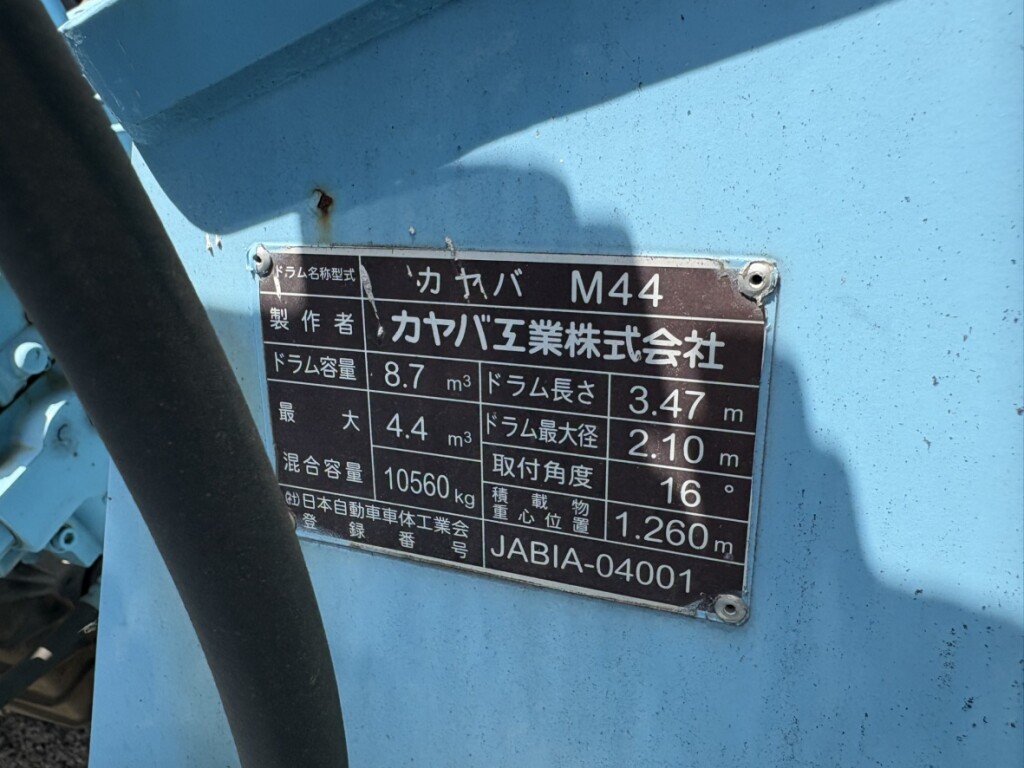 ドラム名称型式 カヤバ M44
製作者 カヤバ工業株式会社
ドラム容量 8.7 m³ ドラム長さ 3.47 m
最大 4.4 m³ ドラム最大径 2.10 m
混合容量 10560 kg 取付角度 16 °
積載物
重心位置 1.260 m
(社)日本自動車車体工業会
登録番号 JABIA-04001